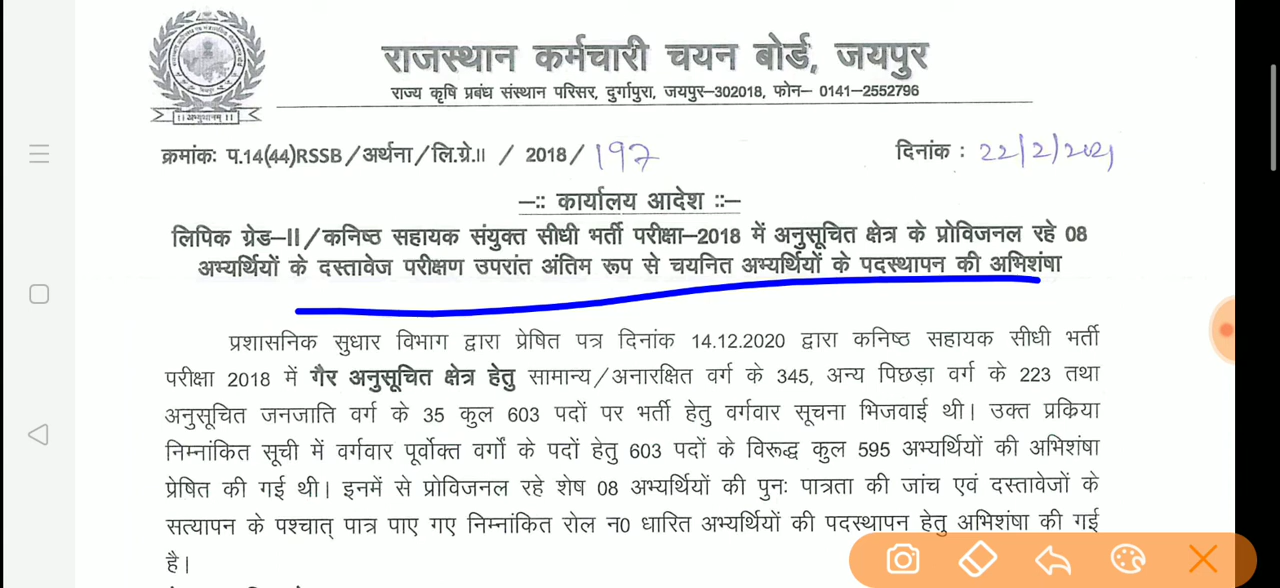 राजस्थान कर्मचारी चयन बोर्ड, जयपुर
राज्य कृषि प्रबंध संस्थान परिसर, दुर्गापुरा, जयपुर–302018, फोन– 0141–2552796
क्रमांकः प.14(44)RSSB/अर्थना/लि.ग्रे.II / 2018/197 दिनांक : 22/2/2021
–:: कार्यालय आदेश ::–
लिपिक ग्रेड–II/कनिष्ठ सहायक संयुक्त सीधी भर्ती परीक्षा–2018 में अनुसूचित क्षेत्र के प्रोविजनल रहे 08
अभ्यर्थियों के दस्तावेज परीक्षण उपरांत अंतिम रूप से चयनित अभ्यर्थियों के पदस्थापन की अभिशंषा
प्रशासनिक सुधार विभाग द्वारा प्रेषित पत्र दिनांक 14.12.2020 द्वारा कनिष्ठ सहायक सीधी भर्ती
परीक्षा 2018 में गैर अनुसूचित क्षेत्र हेतु सामान्य/अनारक्षित वर्ग के 345, अन्य पिछड़ा वर्ग के 223 तथा
अनुसूचित जनजाति वर्ग के 35 कुल 603 पदों पर भर्ती हेतु वर्गवार सूचना भिजवाई थी। उक्त प्रकिया
निम्नांकित सूची में वर्गवार पूर्वोक्त वर्गों के पदों हेतु 603 पदों के विरूद्ध कुल 595 अभ्यर्थियों की अभिशंषा
प्रेषित की गई थी। इनमें से प्रोविजनल रहे शेष 08 अभ्यर्थियों की पुनः पात्रता की जांच एवं दस्तावेजों के
सत्यापन के पश्चात् पात्र पाए गए निम्नांकित रोल न0 धारित अभ्यर्थियों की पदस्थापन हेतु अभिशंषा की गई
है।